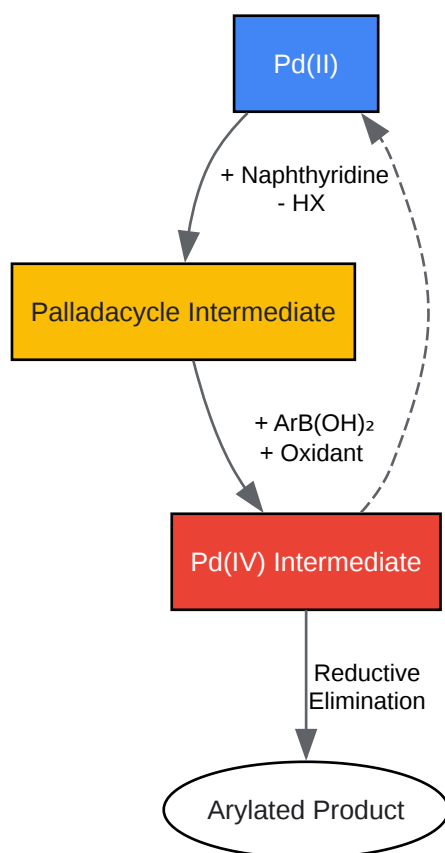 Pd(II)
+ Naphthyridine
- HX
Palladacycle Intermediate
+ ArB(OH)₂
+ Oxidant
Pd(IV) Intermediate
Reductive
Elimination
Arylated Product